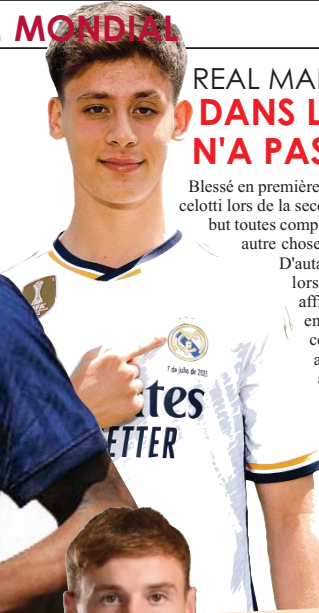 MONDIAL
REAL MA
DANS L
N'A PAS
Blessé en première
celotti lors de la sec
but toutes comp
autre chose
D'auta
lors
aff
en
c
a
7 de julio de 2023
tes
ETTER